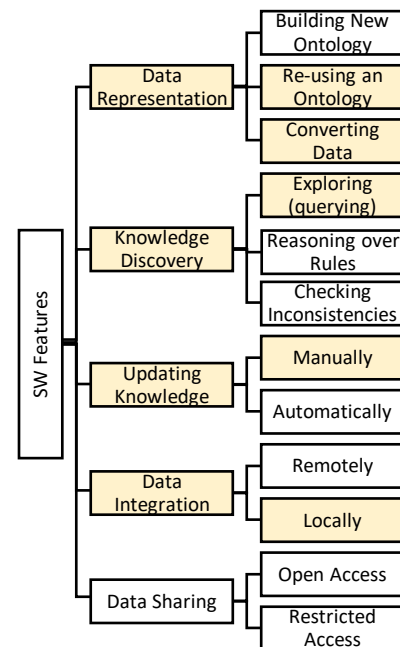 SW Features
Data
Representation
Building New
Ontology
Re-using an
Ontology
Converting
Data
Knowledge
Discovery
Exploring
(querying)
Reasoning over
Rules
Checking
Inconsistencies
Updating
Knowledge
Manually
Automatically
Data
Integration
Remotely
Locally
Data Sharing
Open Access
Restricted
Access